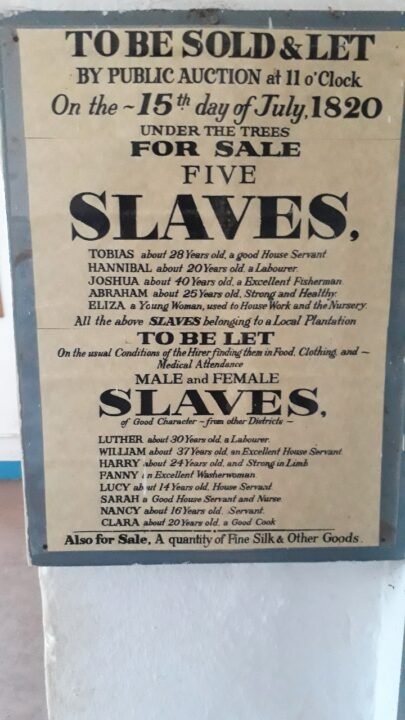 TO BE SOLD & LET
BY PUBLIC AUCTION at 11 o'Clock
On the ~ 15th day of July, 1820
UNDER THE TREES
FOR SALE
FIVE
SLAVES,
TOBIAS about 28 Years old, a good House Servant.
HANNIBAL about 20 Years old, a Labourer.
JOSHUA about 40 Years old, a Excellent Fisherman.
ABRAHAM about 25 Years old, Strong and Healthy.
ELIZA a Young Woman, used to House Work and the Nursery.
All the above SLAVES belonging to a Local Plantation
TO BE LET
On the usual Conditions of the Hirer finding them in Food, Clothing, and ~
Medical Attendance
MALE and FEMALE
SLAVES,
of Good Character ~ from other Districts ~
LUTHER about 30 Years old, a Labourer.
WILLIAM about 37 Years old, an Excellent House Servant.
HARRY about 24 Years old, and Strong in Limb
FANNY an Excellent Washerwoman.
LUCY about 14 Years old, House Servant.
SARAH a Good House Servant and Nurse.
NANCY about 16 Years old, Servant.
CLARA about 20 Years old, a Good Cook
Also for Sale, A quantity of Fine Silk & Other Goods.